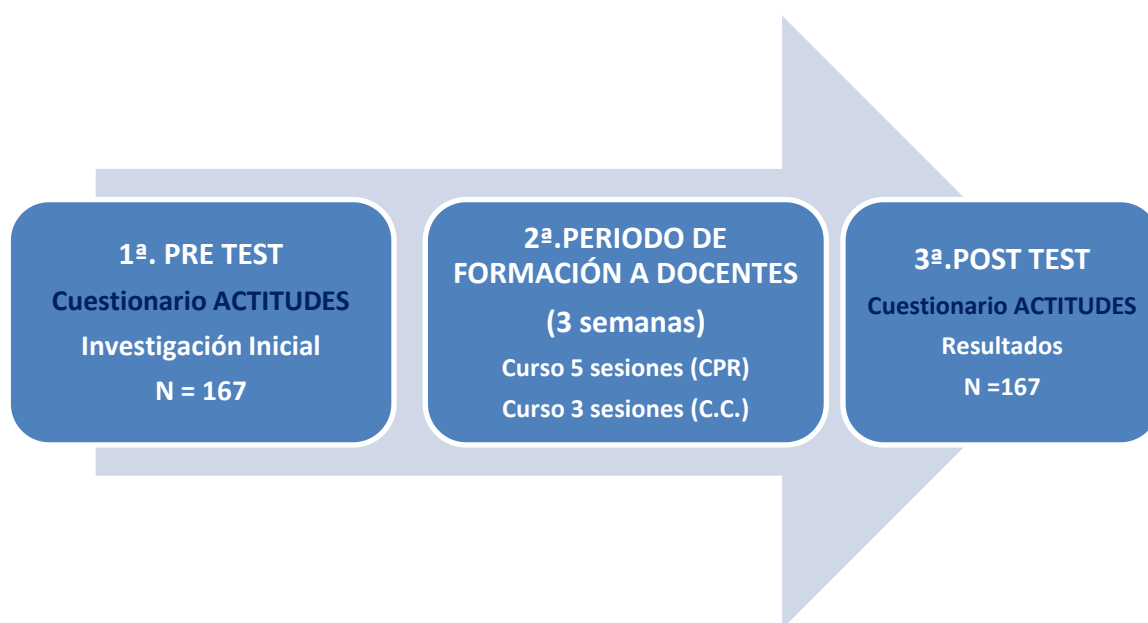 1ª. PRE TEST
Cuestionario ACTITUDES
Investigación Inicial
N = 167
2ª.PERIODO DE
FORMACIÓN A DOCENTES
(3 semanas)
Curso 5 sesiones (CPR)
Curso 3 sesiones (C.C.)
3ª.POST TEST
Cuestionario ACTITUDES
Resultados
N =167